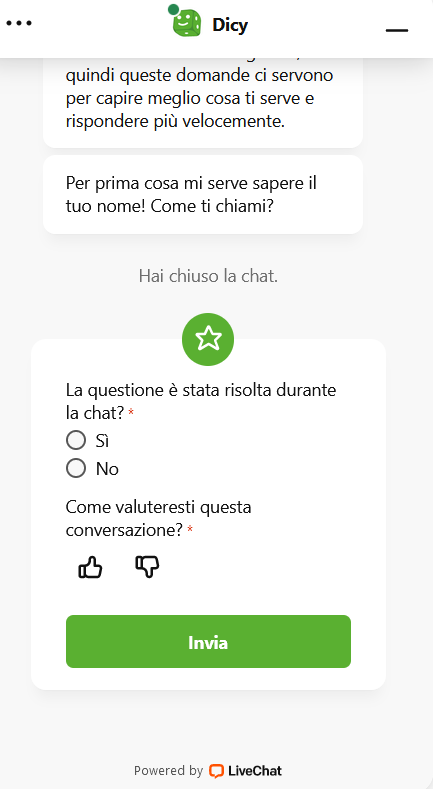 Dicy
quindi queste domande ci servono
per capire meglio cosa ti serve e
rispondere più velocemente.
Per prima cosa mi serve sapere il
tuo nome! Come ti chiami?
Hai chiuso la chat.
La questione è stata risolta durante
la chat? *
Sì
No
Come valuteresti questa
conversazione? *
Invia
Powered by LiveChat